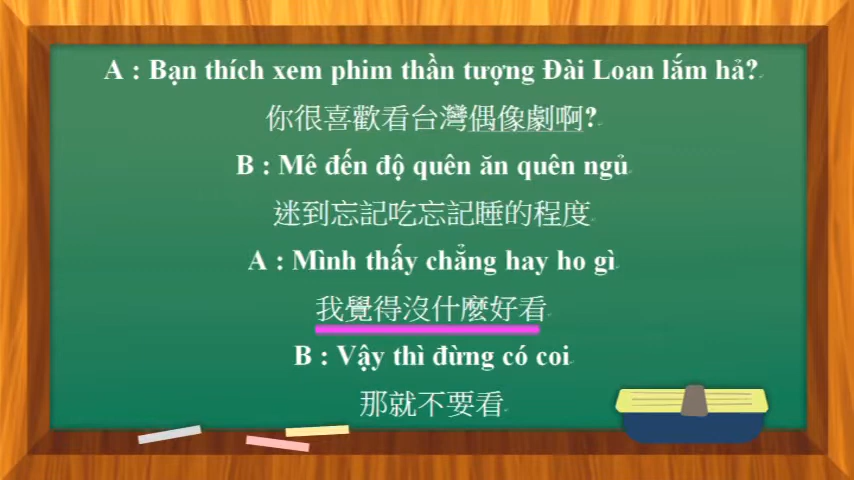 A : Bạn thích xem phim thần tượng Đài Loan lắm hả?
你很喜歡看台灣偶像劇啊?
B : Mê đến độ quên ăn quên ngủ
迷到忘記吃忘記睡的程度
A : Mình thấy chẳng hay ho gì
我覺得沒什麼好看
B : Vậy thì đừng có coi
那就不要看